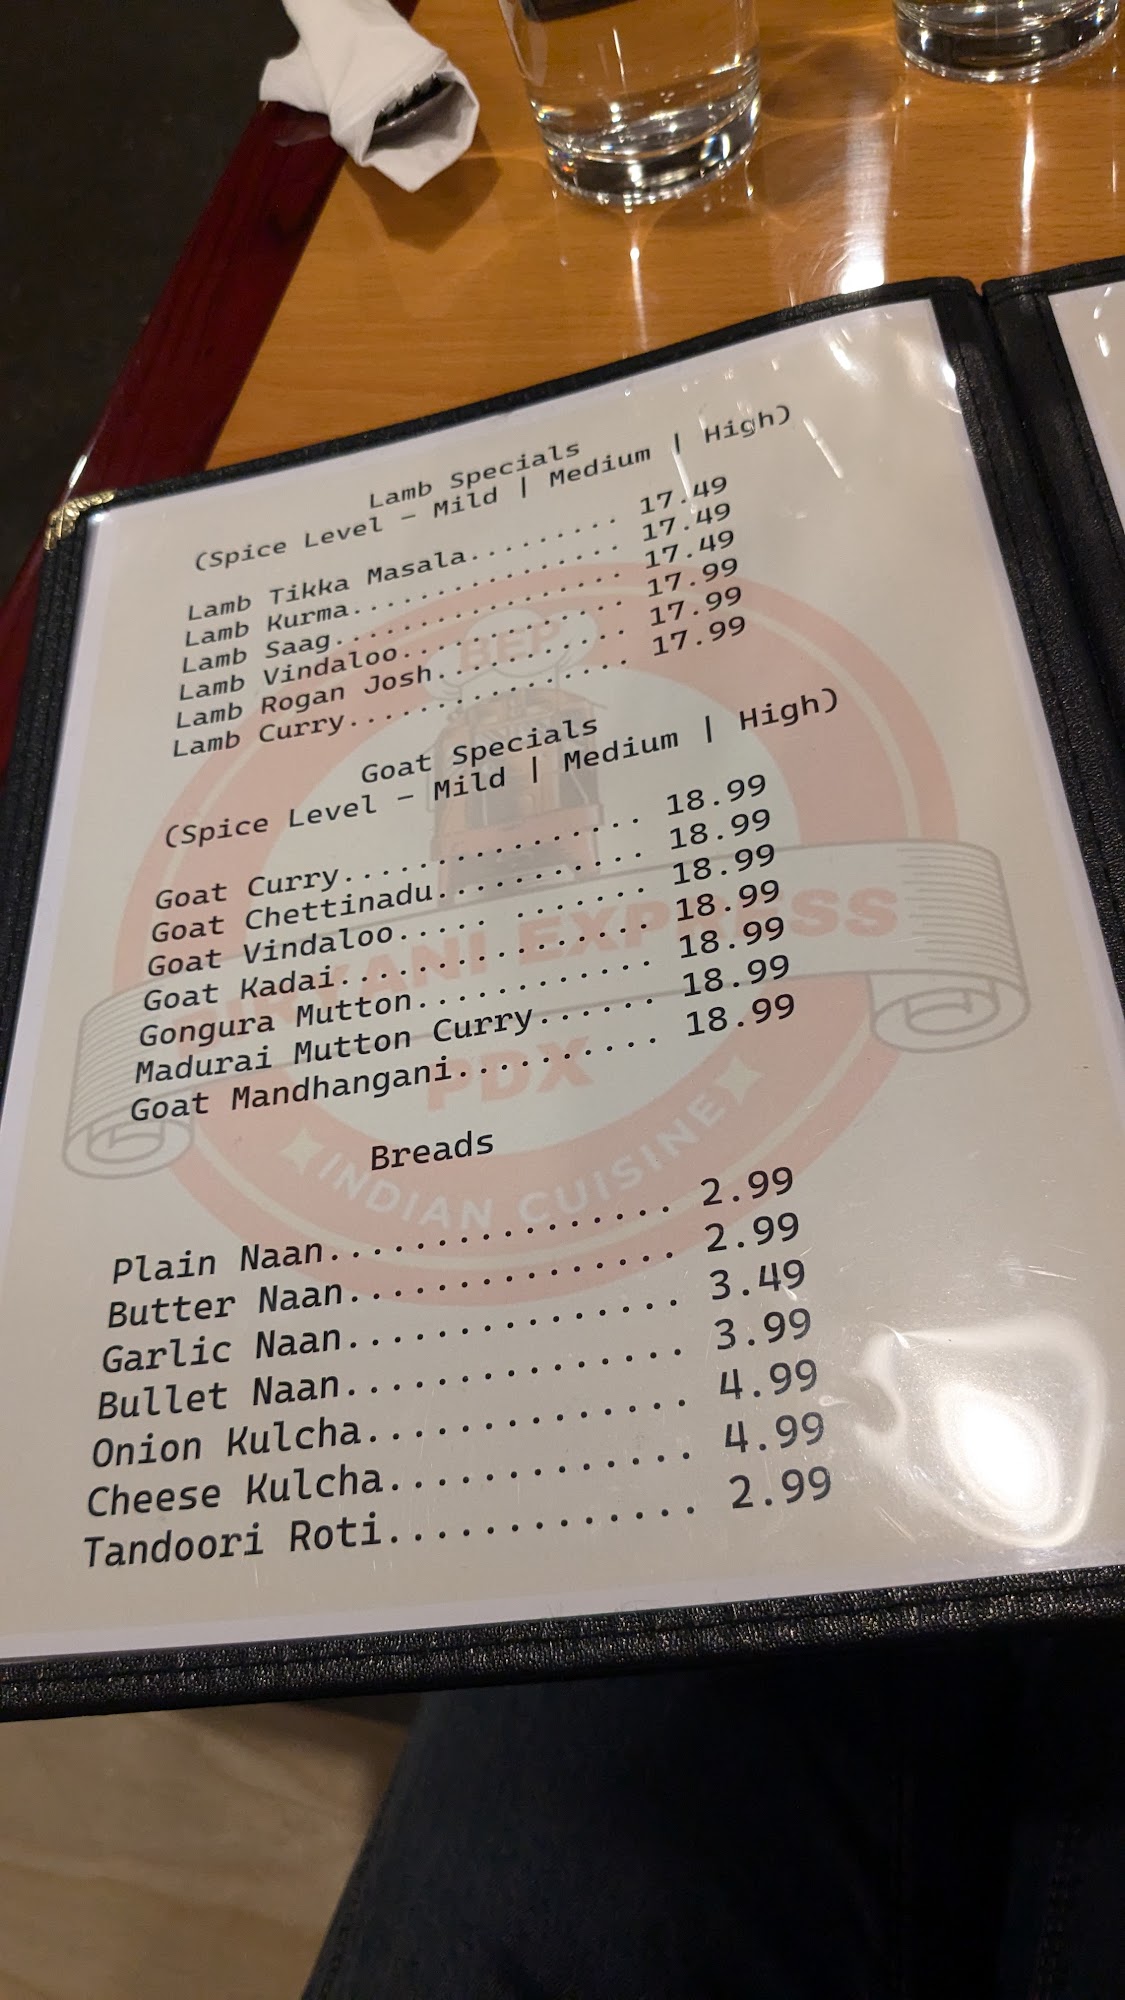 Lamb Specials
(Spice Level – Mild | Medium | High)
Lamb Tikka Masala......... 17.49
Lamb Kurma................ 17.49
Lamb Saag................. 17.49
Lamb Vindaloo............. 17.99
Lamb Rogan Josh.......... 17.99
Lamb Curry................ 17.99
Goat Specials
(Spice Level – Mild | Medium | High)
Goat Curry................ 18.99
Goat Chettinadu........... 18.99
Goat Vindaloo..... ....... 18.99
Goat Kadai................ 18.99
Gongura Mutton............ 18.99
Madurai Mutton Curry...... 18.99
Goat Mandhangani.......... 18.99
Breads
Plain Naan................ 2.99
Butter Naan............... 2.99
Garlic Naan............... 3.49
Bullet Naan............... 3.99
Onion Kulcha.............. 4.99
Cheese Kulcha............. 4.99
Tandoori Roti............. 2.99
BEP
EXPRESS
PDX
INDIAN CUISINE